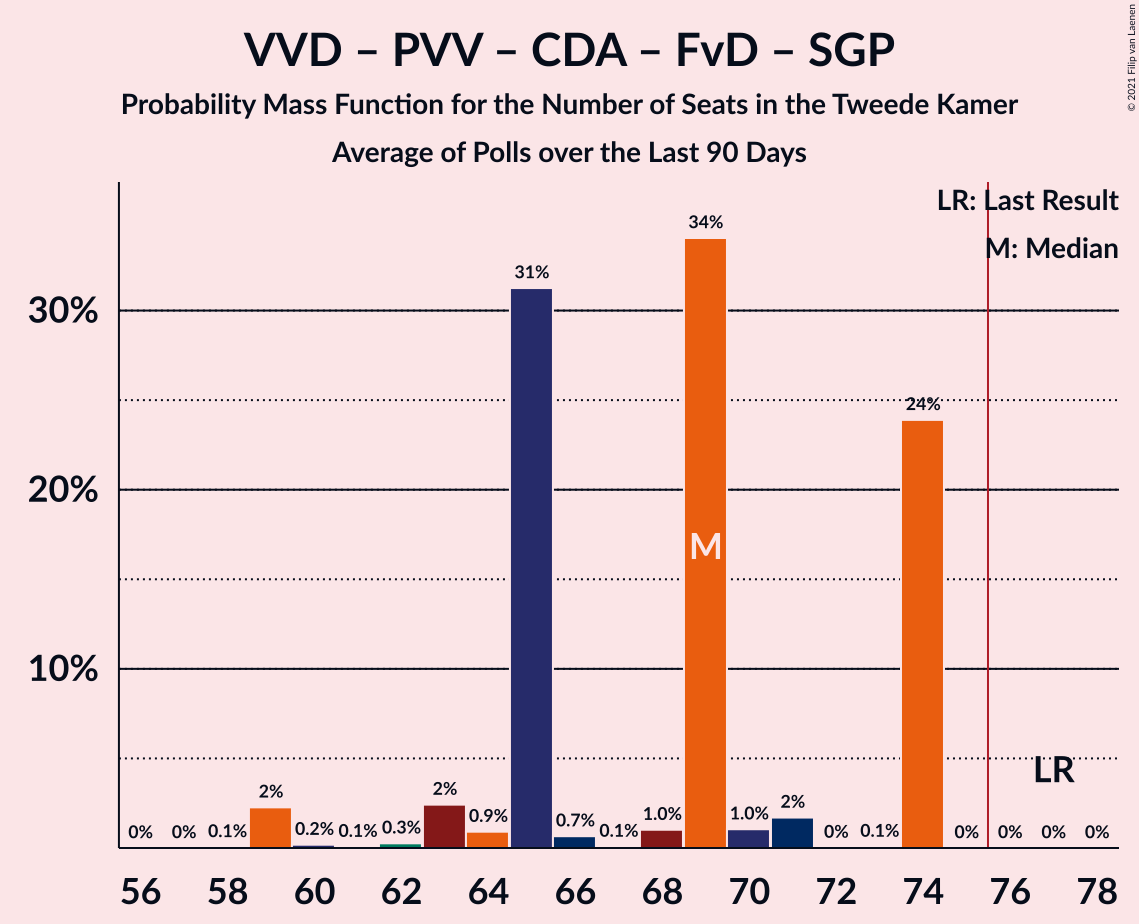 VVD – PVV – CDA – FvD – SGP
Probability Mass Function for the Number of Seats in the Tweede Kamer
Average of Polls over the Last 90 Days
© 2021 Filip van Laenen
LR: Last Result
M: Median
30%
20%
10%
0% 0% 0.1% 2% 0.2% 0.1% 0.3% 2% 0.9% 31% 0.7% 0.1% 1.0% 34% 1.0% 2% 0% 0.1% 24% 0% 0% 0% 0%
M
LR
56 58 60 62 64 66 68 70 72 74 76 78